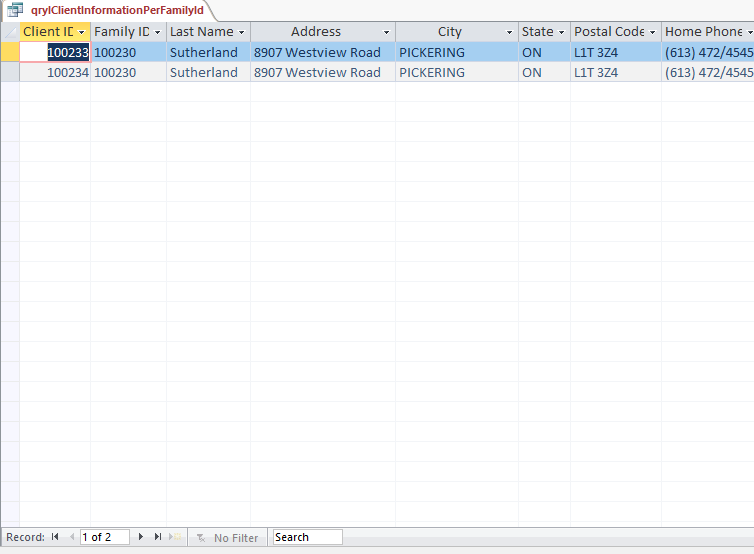 qrylClientInformationPerFamilyId
Client ID Family ID Last Name Address City State Postal Code Home Phone
100233 100230 Sutherland 8907 Westview Road PICKERING ON L1T 3Z4 (613) 472/4545
100234 100230 Sutherland 8907 Westview Road PICKERING ON L1T 3Z4 (613) 472/4545
Record: 1 of 2 No Filter Search